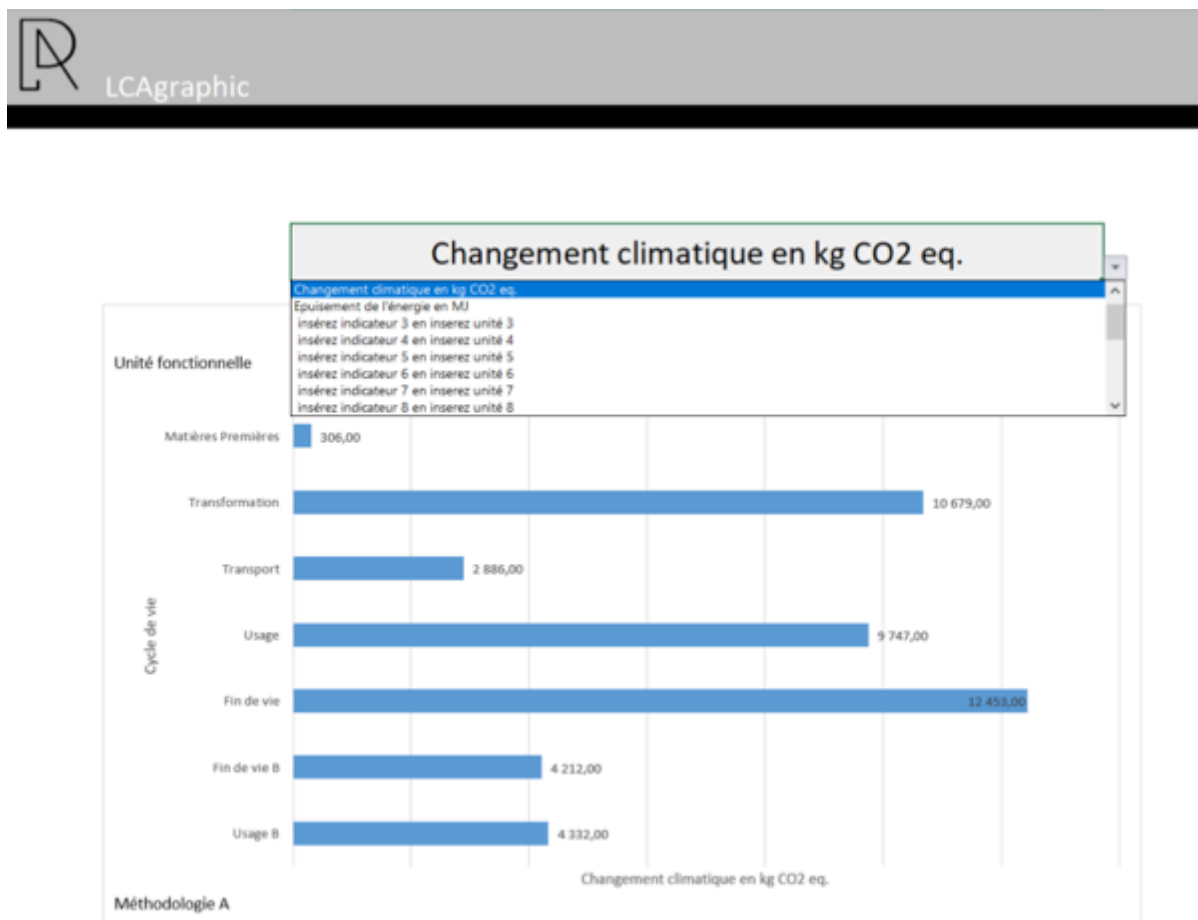 LCAgraphic
Changement climatique en kg CO2 eq.
Changement climatique en kg CO2 eq.
Epuisement de l'énergie en MJ
insérez indicateur 3 en inserez unité 3
insérez indicateur 4 en inserez unité 4
insérez indicateur 5 en inserez unité 5
insérez indicateur 6 en inserez unité 6
insérez indicateur 7 en inserez unité 7
insérez indicateur 8 en inserez unité 8
Unité fonctionnelle
Matières Premières 306,00
Transformation 10 679,00
Transport 2 886,00
Cycle de vie
Usage 9 747,00
Fin de vie 12 453,00
Fin de vie B 4 212,00
Usage B 4 332,00
Changement climatique en kg CO2 eq.
Méthodologie A